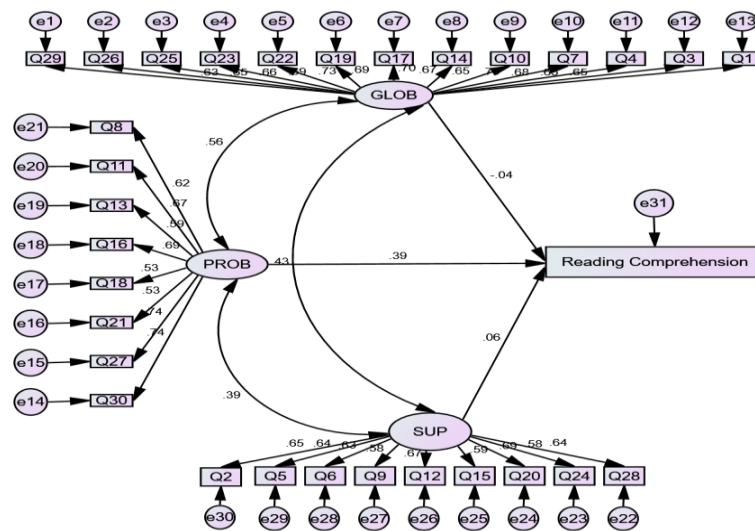 e1 e2 e3 e4 e5 e6 e7 e8 e9 e10 e11 e12 e13
Q29 Q26 Q25 Q23 Q22 Q19 Q17 Q14 Q10 Q7 Q4 Q3 Q1
.63 .65 .66 .69 .73 .69 .70 .67 .65 .68 .65
GLOB
e21 Q8
.56
e20 Q11
.62
-.04
.67
e19 Q13
.59
e31
e18 Q16
.69
PROB
.43
.39
Reading Comprehension
e17 Q18
.53
.53
e16 Q21
.74
e15 Q27
.74
.06
e14 Q30
.39
SUP
.65 .64 .63 .58 .67 .59 .69 .58 .64
Q2 Q5 Q6 Q9 Q12 Q15 Q20 Q24 Q28
e30 e29 e28 e27 e26 e25 e24 e23 e22